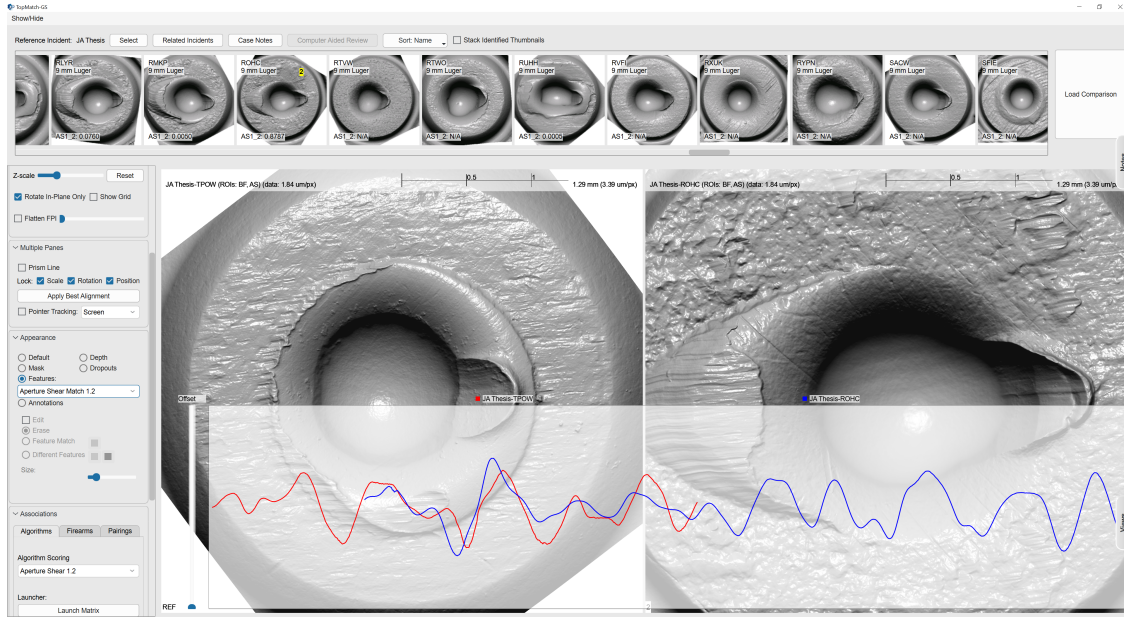 TopMatch-GS
Show/Hide
Reference Incident: JA Thesis Select Related Incidents Case Notes Computer Aided Review Sort: Name Stack Identified Thumbnails
RLYR
9 mm Luger
AS1_2: 0.0760
RMKP
9 mm Luger
AS1_2: 0.0050
ROHC
9 mm Luger
2
AS1_2: 0.8787
RTVW
9 mm Luger
AS1_2: N/A
RTWO
9 mm Luger
AS1_2: N/A
RUHH
9 mm Luger
AS1_2: 0.0005
RVFI
9 mm Luger
AS1_2: N/A
RXUK
9 mm Luger
AS1_2: N/A
RYPN
9 mm Luger
AS1_2: N/A
SACW
9 mm Luger
AS1_2: N/A
SFIE
9 mm Luger
AS1_2: N/A
Load Comparison
Notes
Z-scale Reset
Rotate In-Plane Only Show Grid
Flatten FPI
Multiple Panes
Prism Line
Lock: Scale Rotation Position
Apply Best Alignment
Pointer Tracking: Screen
Appearance
Default Depth
Mask Dropouts
Features:
Aperture Shear Match 1.2
Annotations
Edit
Erase
Feature Match
Different Features
Size:
Associations
Algorithms Firearms Pairings
Algorithm Scoring
Aperture Shear 1.2
Launcher:
Launch Matrix
JA Thesis-TPOW (ROIs: BF, AS) (data: 1.84 um/px)
0.5 1
1.29 mm (3.39 um/px)
JA Thesis-ROHC (ROIs: BF, AS) (data: 1.84 um/px)
0.5 1
1.29 mm (3.39 um/px)
Offset
JA Thesis-TPOW
JA Thesis-ROHC
REF
Views